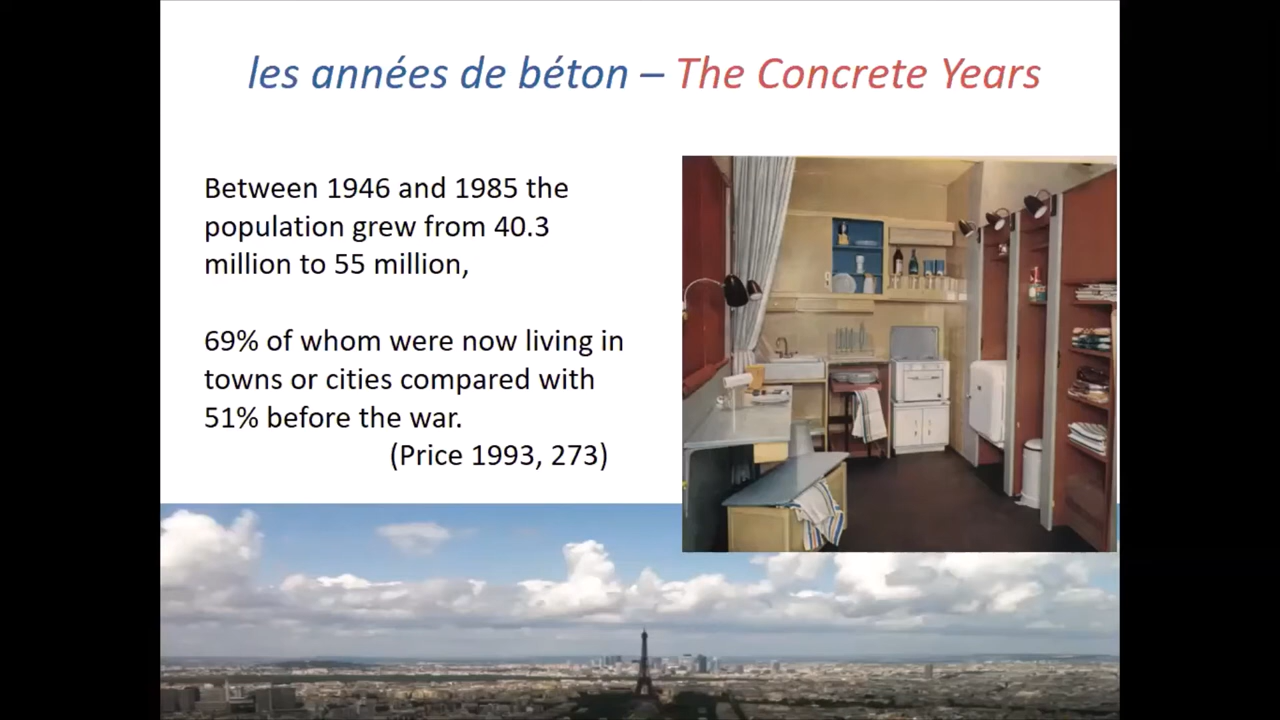 les années de béton – The Concrete Years
Between 1946 and 1985 the
population grew from 40.3
million to 55 million,
69% of whom were now living in
towns or cities compared with
51% before the war.
(Price 1993, 273)